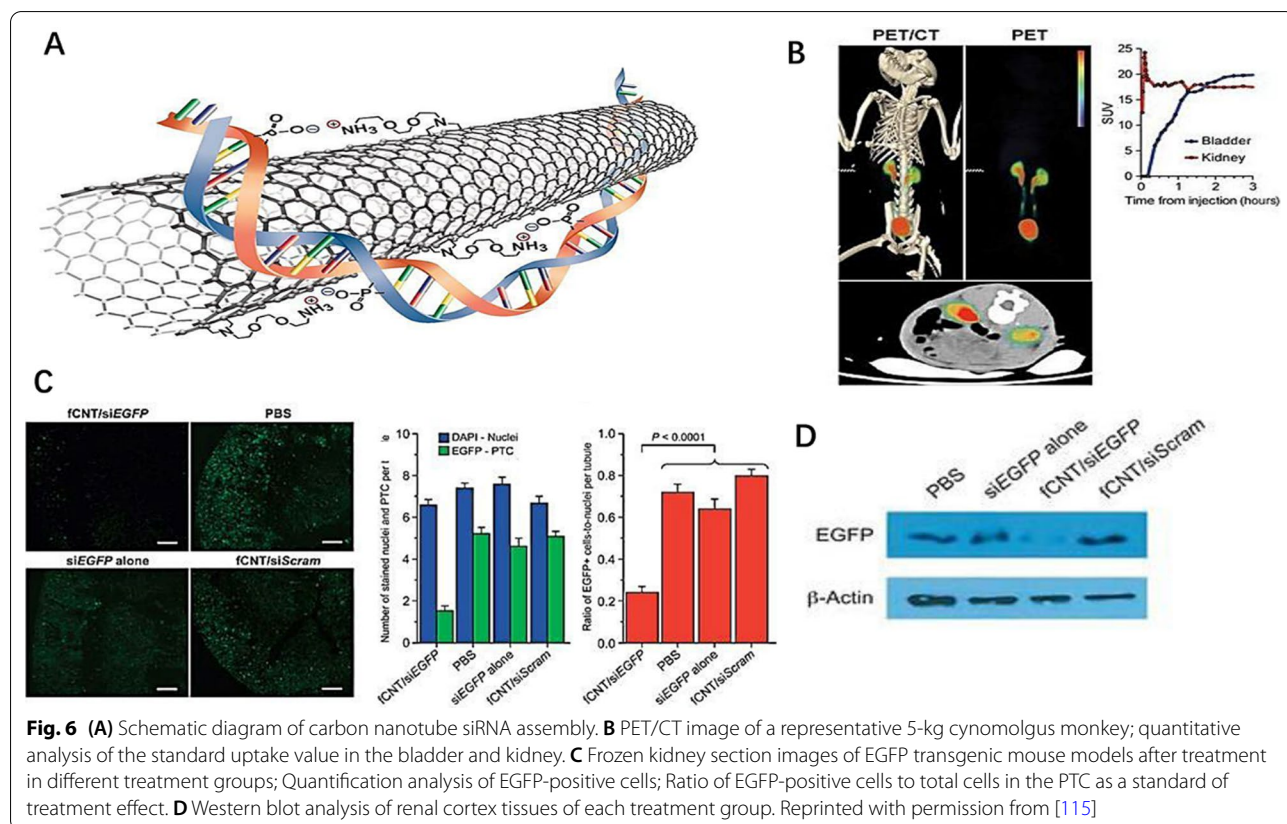 A
O
P
O
−
O
+
NH3
O
O
N
O
P
O
−
O
+
NH3
O
O
N
O
P
O
−
O
+
NH3
O
O
N
B
PET/CT
PET
25
20
15
10
5
0
SUV
Bladder
Kidney
0 1 2 3
Time from injection (hours)
C
fCNT/siEGFP
PBS
siEGFP alone
fCNT/siScram
Number of stained nuclei and PTC per t
10
8
6
4
2
0
DAPI - Nuclei
EGFP - PTC
fCNT/siEGFP
PBS
siEGFP alone
fCNT/siScram
Ratio of EGFP+ cells-to-nuclei per tubule
1.0
0.8
0.6
0.4
0.2
0.0
P < 0.0001
fCNT/siEGFP
PBS
siEGFP alone
fCNT/siScram
D
PBS
siEGFP alone
fCNT/siEGFP
fCNT/siScram
EGFP
β-Actin
Fig. 6 (A) Schematic diagram of carbon nanotube siRNA assembly. B PET/CT image of a representative 5-kg cynomolgus monkey; quantitative
analysis of the standard uptake value in the bladder and kidney. C Frozen kidney section images of EGFP transgenic mouse models after treatment
in different treatment groups; Quantification analysis of EGFP-positive cells; Ratio of EGFP-positive cells to total cells in the PTC as a standard of
treatment effect. D Western blot analysis of renal cortex tissues of each treatment group. Reprinted with permission from [115]